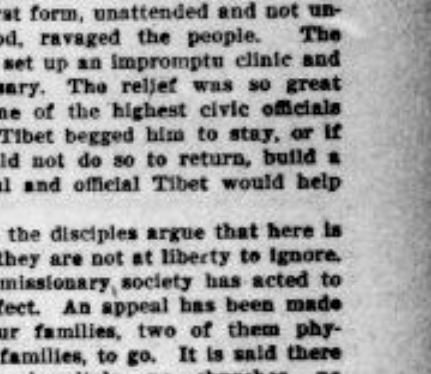 rst form, unattended and not un-
od, ravaged the people. The
set up an impromptu clinic and
sary. The relief was so great
ne of the highest civic officials
Tibet begged him to stay, or if
ld not do so to return, build a
al and official Tibet would help
the disciples argue that here is
they are not at liberty to ignore.
missionary society has acted to
fect. An appeal has been made
ur families, two of them phy-
families, to go. It is said there